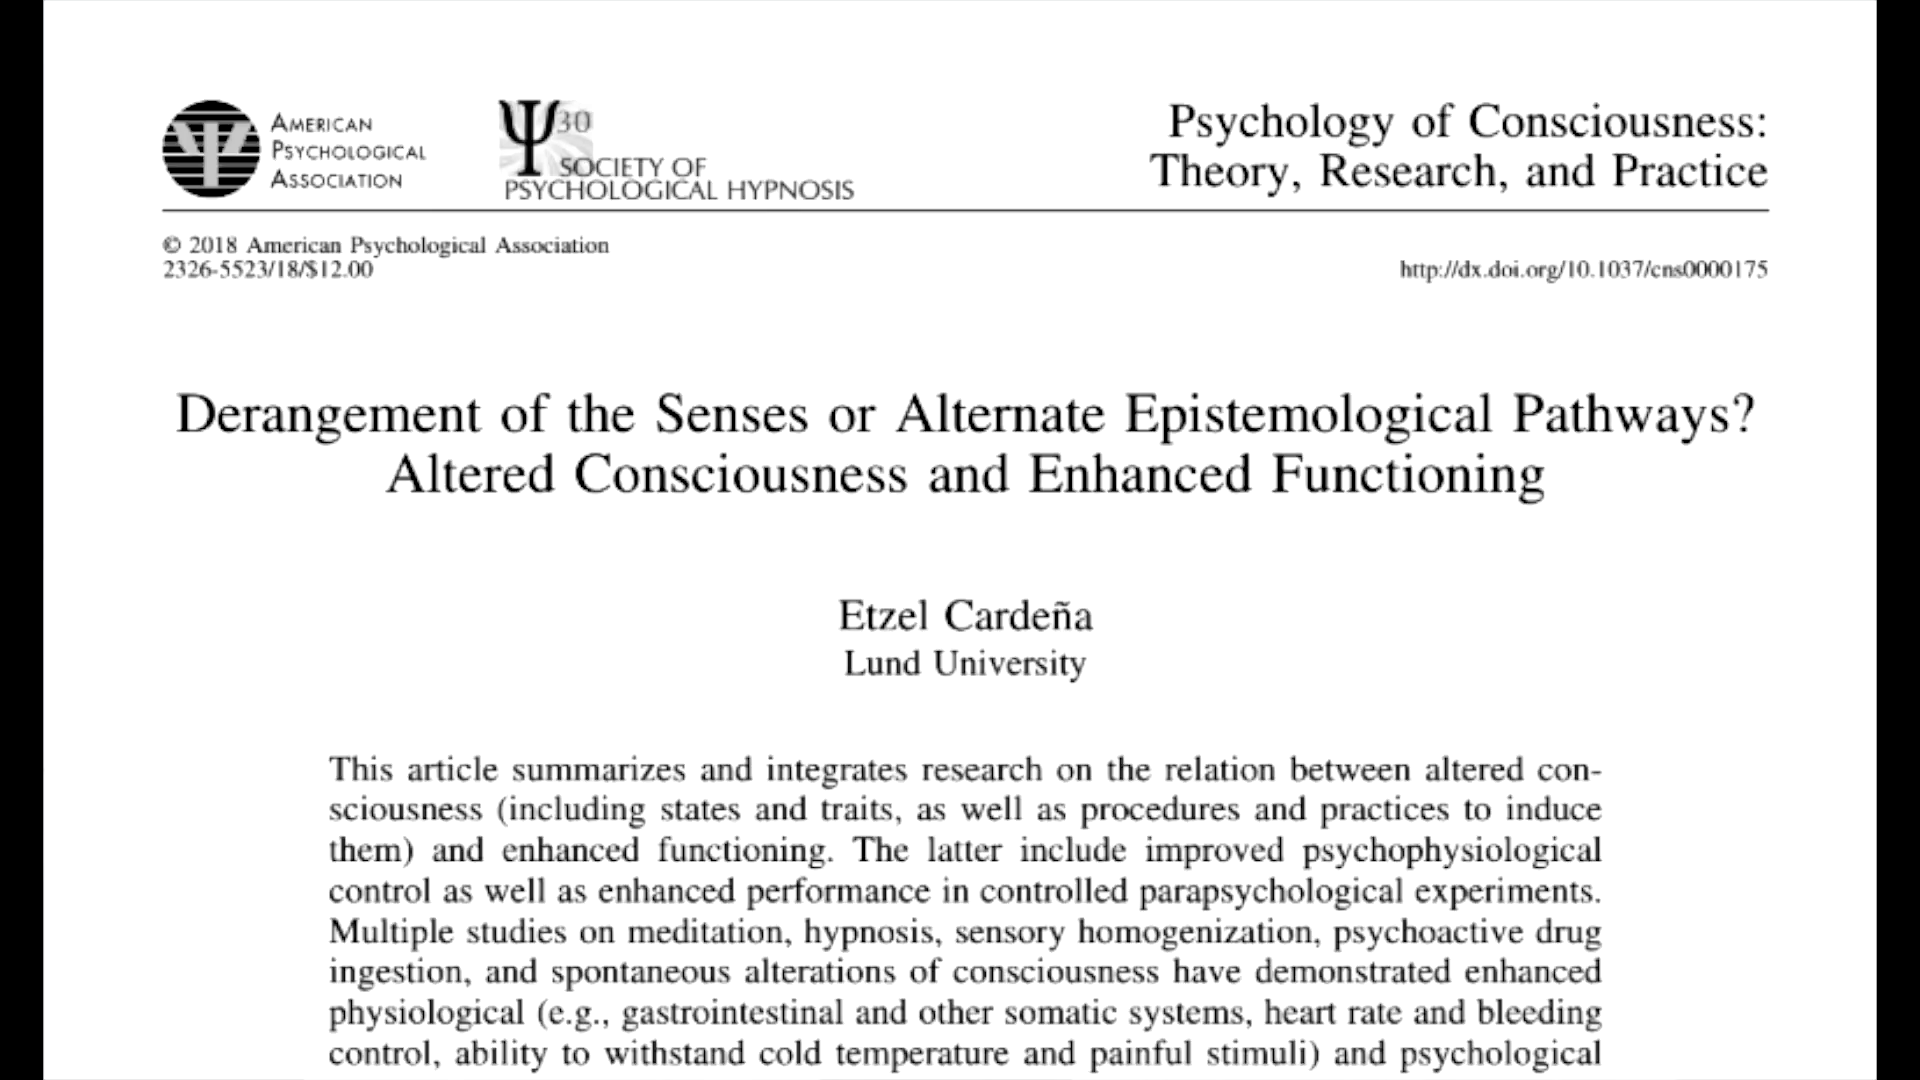 AMERICAN
PSYCHOLOGICAL
ASSOCIATION
Ψ30
SOCIETY OF
PSYCHOLOGICAL HYPNOSIS
Psychology of Consciousness:
Theory, Research, and Practice
© 2018 American Psychological Association
2326-5523/18/$12.00
http://dx.doi.org/10.1037/cns0000175
Derangement of the Senses or Alternate Epistemological Pathways?
Altered Consciousness and Enhanced Functioning
Etzel Cardeña
Lund University
This article summarizes and integrates research on the relation between altered con-
sciousness (including states and traits, as well as procedures and practices to induce
them) and enhanced functioning. The latter include improved psychophysiological
control as well as enhanced performance in controlled parapsychological experiments.
Multiple studies on meditation, hypnosis, sensory homogenization, psychoactive drug
ingestion, and spontaneous alterations of consciousness have demonstrated enhanced
physiological (e.g., gastrointestinal and other somatic systems, heart rate and bleeding
control, ability to withstand cold temperature and painful stimuli) and psychological